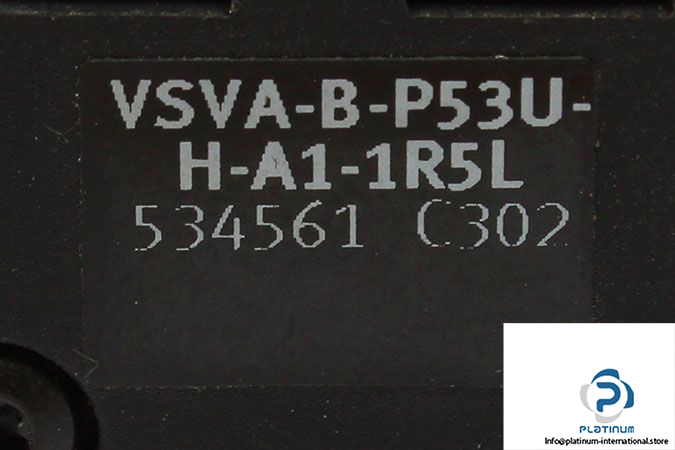 VSVA-B-P53U-
H-A1-1R5L
534561 C302
PLATINUM
Info@platinum-international.store